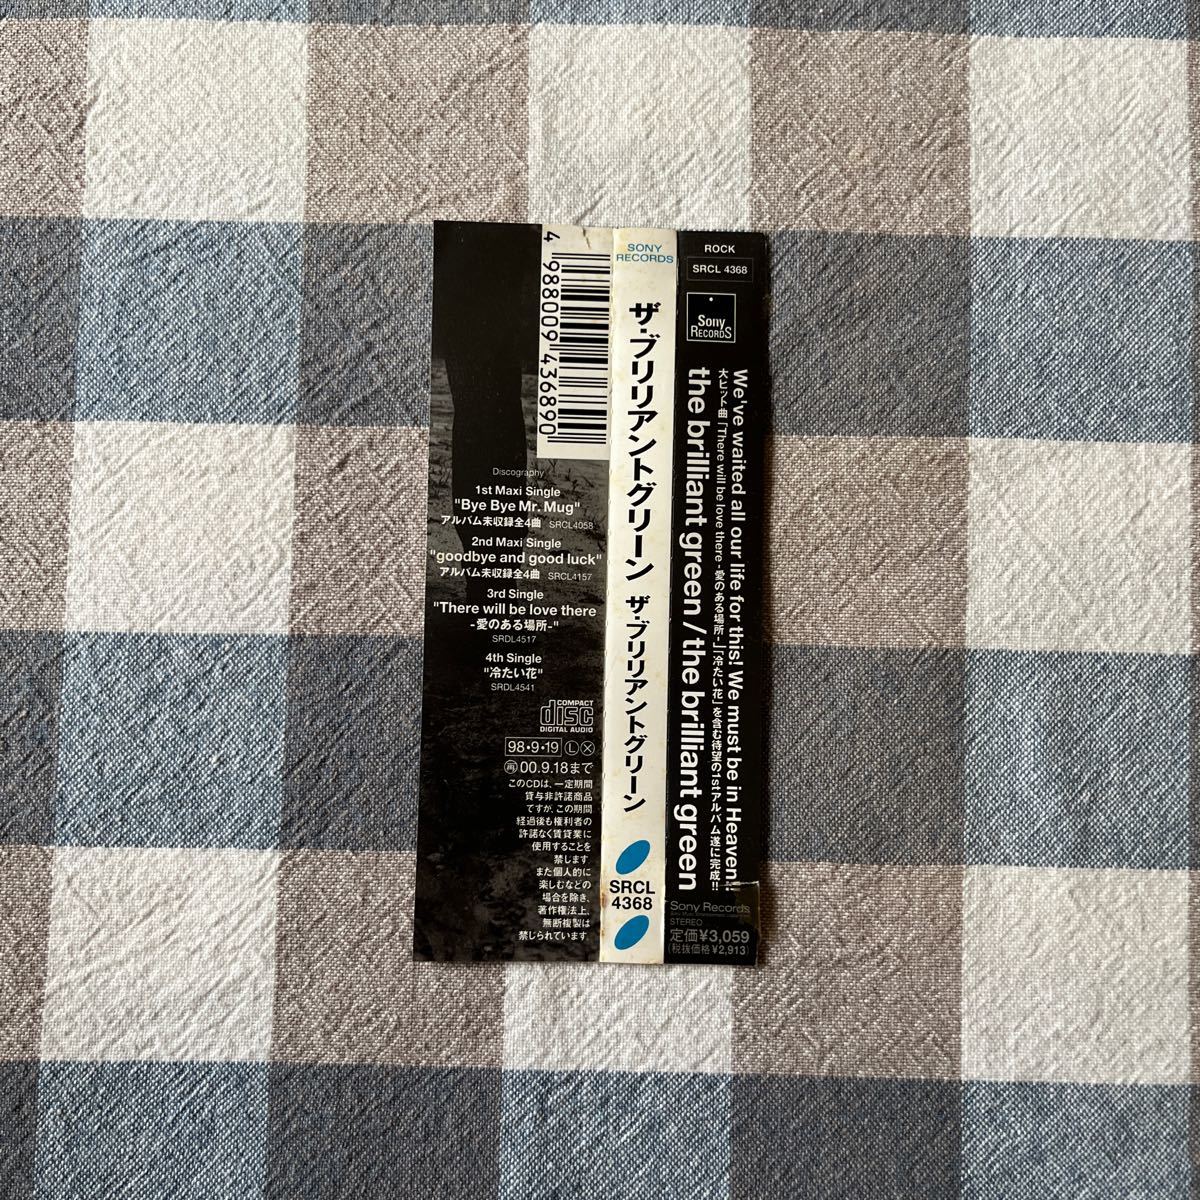 4 988009 436890
Discography
1st Maxi Single
"Bye Bye Mr. Mug"
アルバム未収録全4曲 SRCL4058
2nd Maxi Single
"goodbye and good luck"
アルバム未収録全4曲 SRCL4157
3rd Single
"There will be love there
-愛のある場所-"
SRDL4517
4th Single
"冷たい花"
SRDL4541
COMPACT
disc
DIGITAL AUDIO
98・9・19 L X
再 00.9.18まで
このCDは、一定期間
貸与非許諾商品
ですが、この期間
経過後も権利者の
許諾なく賃貸業に
使用することを
禁じます。
また個人的に
楽しむなどの
場合を除き、
著作権法上、
無断複製は
禁じられています。
SONY
RECORDS
ザ・ブリリアントグリーン ザ・ブリリアントグリーン
SRCL
4368
ROCK
SRCL 4368
Sony
RECORDS
We've waited all our life for this! We must be in Heaven!!
大ヒット曲「There will be love there -愛のある場所-」「冷たい花」を含む待望の1stアルバム遂に完成!!
the brilliant green / the brilliant green
Sony Records
STEREO
定価¥3,059
(税抜価格¥2,913)